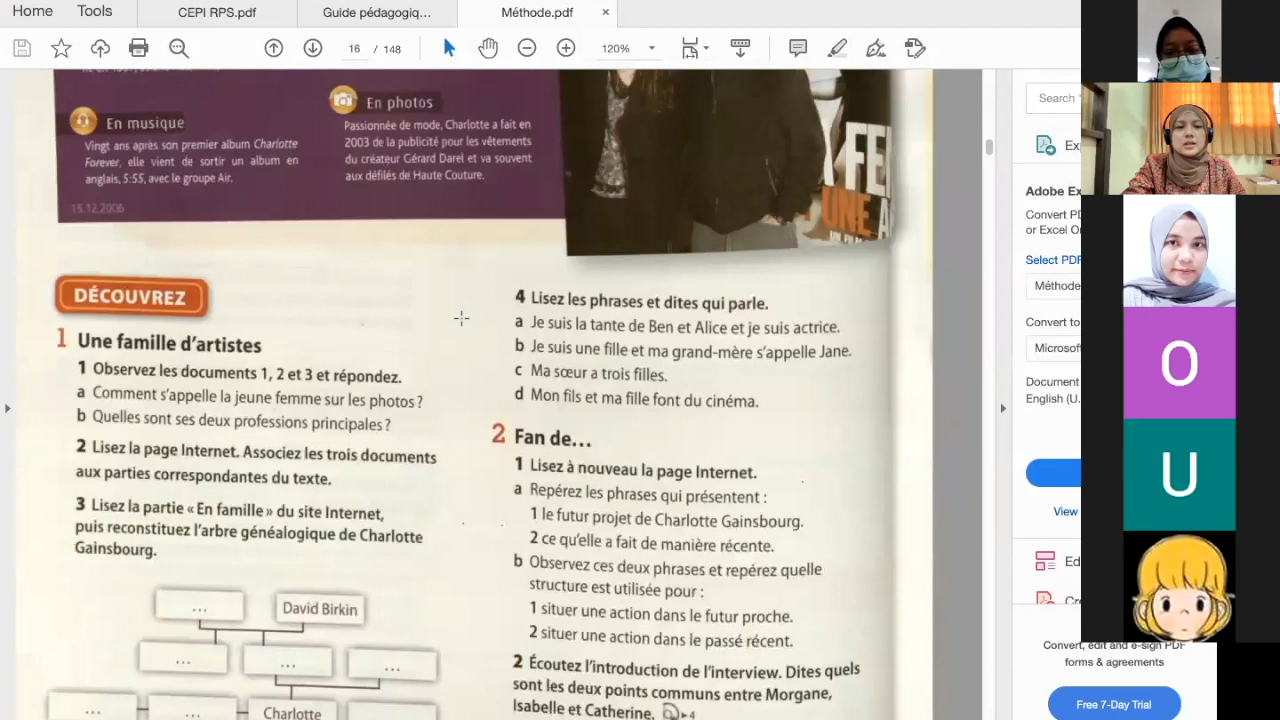 Home
Tools
CEPI RPS.pdf
Guide pédagogiq...
Méthode.pdf
×
16 / 148
120%
En musique
Vingt ans après son premier album Charlotte
Forever, elle vient de sortir un album en
anglais, 5:55, avec le groupe Air.
15.12.2006
En photos
Passionnée de mode, Charlotte a fait en
2003 de la publicité pour les vêtements
du créateur Gérard Darel et va souvent
aux défilés de Haute Couture.
UNE
DÉCOUVREZ
1 Une famille d'artistes
1 Observez les documents 1, 2 et 3 et répondez.
a Comment s'appelle la jeune femme sur les photos ?
b Quelles sont ses deux professions principales ?
2 Lisez la page Internet. Associez les trois documents
aux parties correspondantes du texte.
3 Lisez la partie « En famille » du site Internet,
puis reconstituez l'arbre généalogique de Charlotte
Gainsbourg.
... David Birkin
... ... ...
... ... Charlotte
4 Lisez les phrases et dites qui parle.
a Je suis la tante de Ben et Alice et je suis actrice.
b Je suis une fille et ma grand-mère s'appelle Jane.
c Ma sœur a trois filles.
d Mon fils et ma fille font du cinéma.
2 Fan de...
1 Lisez à nouveau la page Internet.
a Repérez les phrases qui présentent :
1 le futur projet de Charlotte Gainsbourg.
2 ce qu'elle a fait de manière récente.
b Observez ces deux phrases et repérez quelle
structure est utilisée pour :
1 situer une action dans le futur proche.
2 situer une action dans le passé récent.
2 Écoutez l'introduction de l'interview. Dites quels
sont les deux points communs entre Morgane,
Isabelle et Catherine. 4
Search
Adobe Ex
Convert PD
or Excel On
Select PDF
Méthode
Convert to
Microsoft
Document
English (U.
View
Ed
Convert, edit and e-sign PDF
forms & agreements
Free 7-Day Trial
O
U